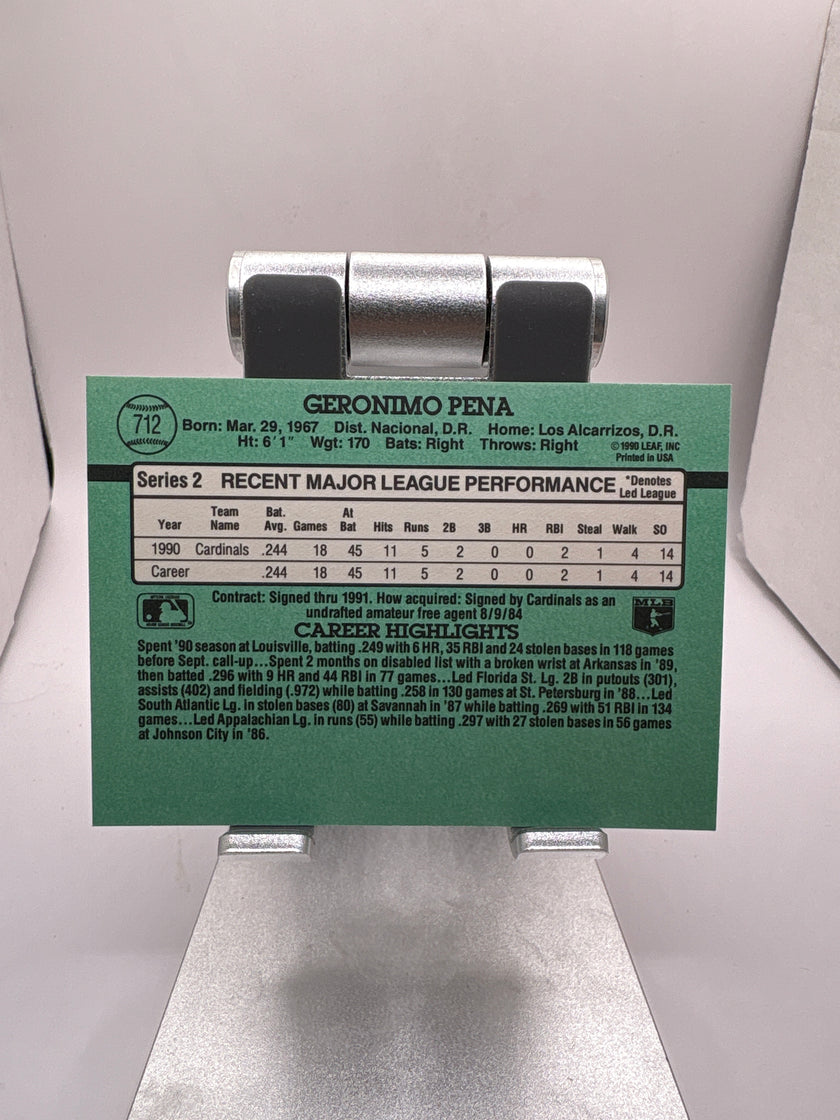 GERONIMO PENA
712
Born: Mar. 29, 1967 Dist. Nacional, D.R. Home: Los Alcarrizos, D.R.
Ht: 6'1" Wgt: 170 Bats: Right Throws: Right
©1990 LEAF, INC
Printed in USA
Series 2 RECENT MAJOR LEAGUE PERFORMANCE *Denotes
Led League
Year Team Name Bat. Avg. Games At Bat Hits Runs 2B 3B HR RBI Steal Walk SO
1990 Cardinals .244 18 45 11 5 2 0 0 2 1 4 14
Career .244 18 45 11 5 2 0 0 2 1 4 14
Contract: Signed thru 1991. How acquired: Signed by Cardinals as an
undrafted amateur free agent 8/9/84
MLB
CAREER HIGHLIGHTS
Spent '90 season at Louisville, batting .249 with 6 HR, 35 RBI and 24 stolen bases in 118 games
before Sept. call-up...Spent 2 months on disabled list with a broken wrist at Arkansas in '89,
then batted .296 with 9 HR and 44 RBI in 77 games...Led Florida St. Lg. 2B in putouts (301),
assists (402) and fielding (.972) while batting .258 in 130 games at St. Petersburg in '88...Led
South Atlantic Lg. in stolen bases (80) at Savannah in '87 while batting .269 with 51 RBI in 134
games...Led Appalachian Lg. in runs (55) while batting .297 with 27 stolen bases in 56 games
at Johnson City in '86.